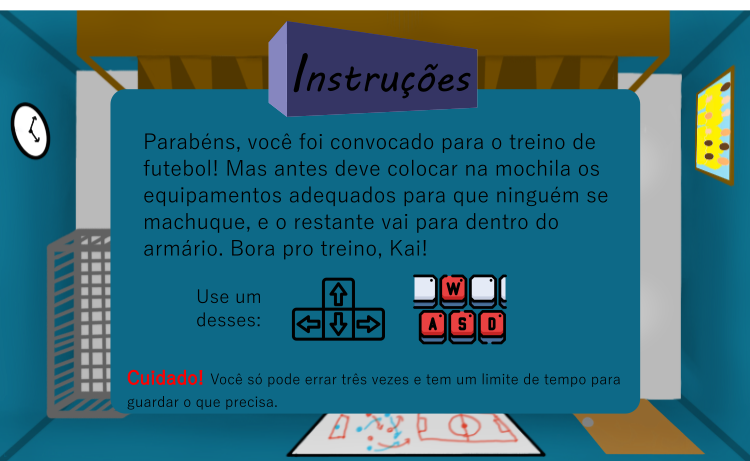 Instruções
Parabéns, você foi convocado para o treino de
futebol! Mas antes deve colocar na mochila os
equipamentos adequados para que ninguém se
machuque, e o restante vai para dentro do
armário. Bora pro treino, Kai!
Use um
desses:
W
A S D
Cuidado! Você só pode errar três vezes e tem um limite de tempo para
guardar o que precisa.